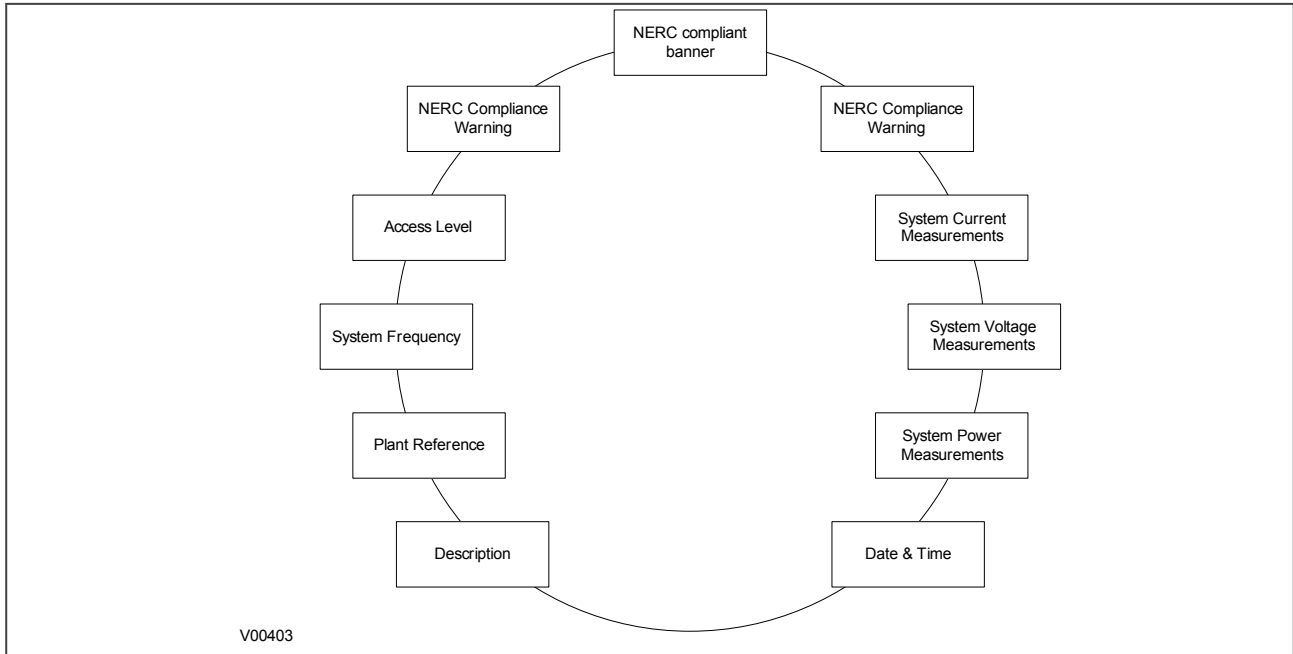 NERC compliant
banner
NERC Compliance
Warning
NERC Compliance
Warning
Access Level
System Current
Measurements
System Frequency
System Voltage
Measurements
Plant Reference
System Power
Measurements
Description
Date & Time
V00403